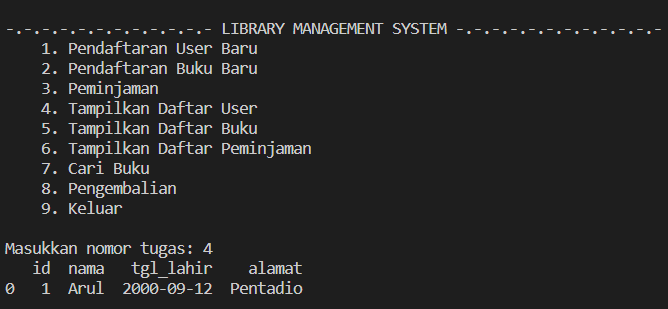 -.-.-.-.-.-.-.-.-.-.- LIBRARY MANAGEMENT SYSTEM -.-.-.-.-.-.-.-.-.-.-
1. Pendaftaran User Baru
2. Pendaftaran Buku Baru
3. Peminjaman
4. Tampilkan Daftar User
5. Tampilkan Daftar Buku
6. Tampilkan Daftar Peminjaman
7. Cari Buku
8. Pengembalian
9. Keluar
Masukkan nomor tugas: 4
id nama tgl_lahir alamat
0 1 Arul 2000-09-12 Pentadio